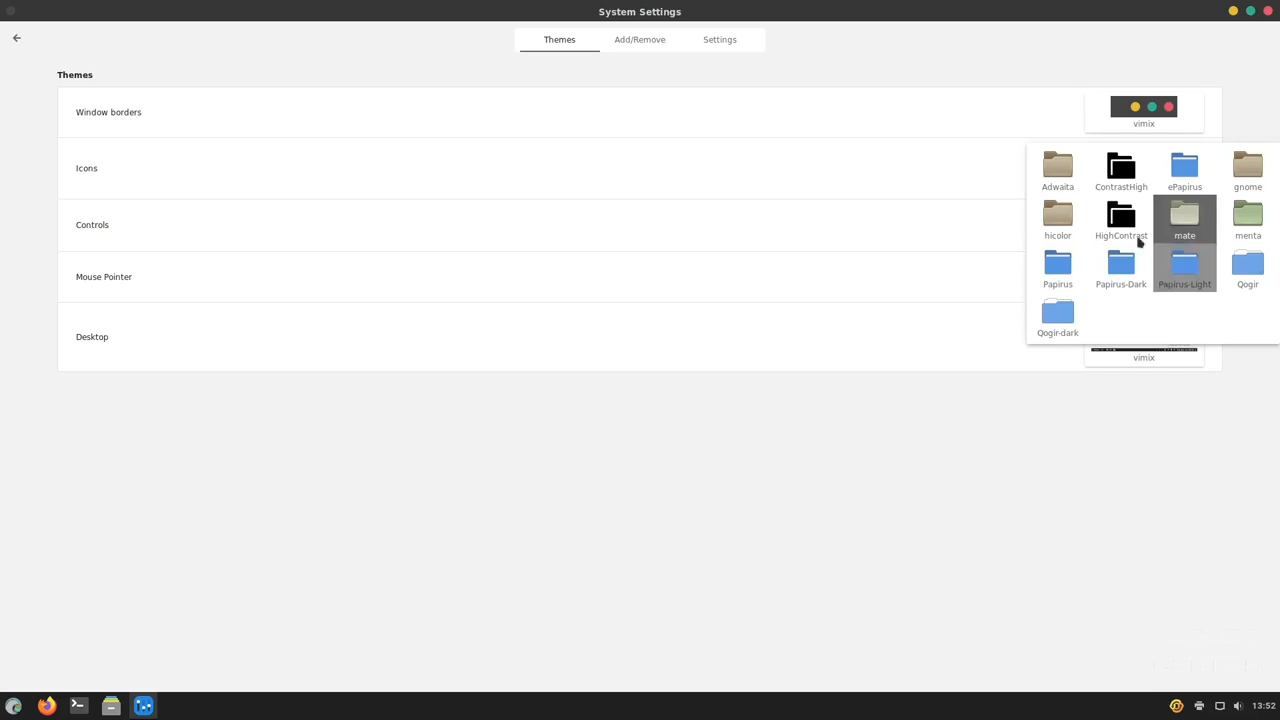 System Settings
Themes
Add/Remove
Settings
Themes
Window borders
vimix
Icons
Adwaita
ContrastHigh
ePapirus
gnome
hicolor
HighContrast
mate
menta
Controls
Papirus
Papirus-Dark
Papirus-Light
Qogir
Mouse Pointer
Qogir-dark
Desktop
vimix
13:52